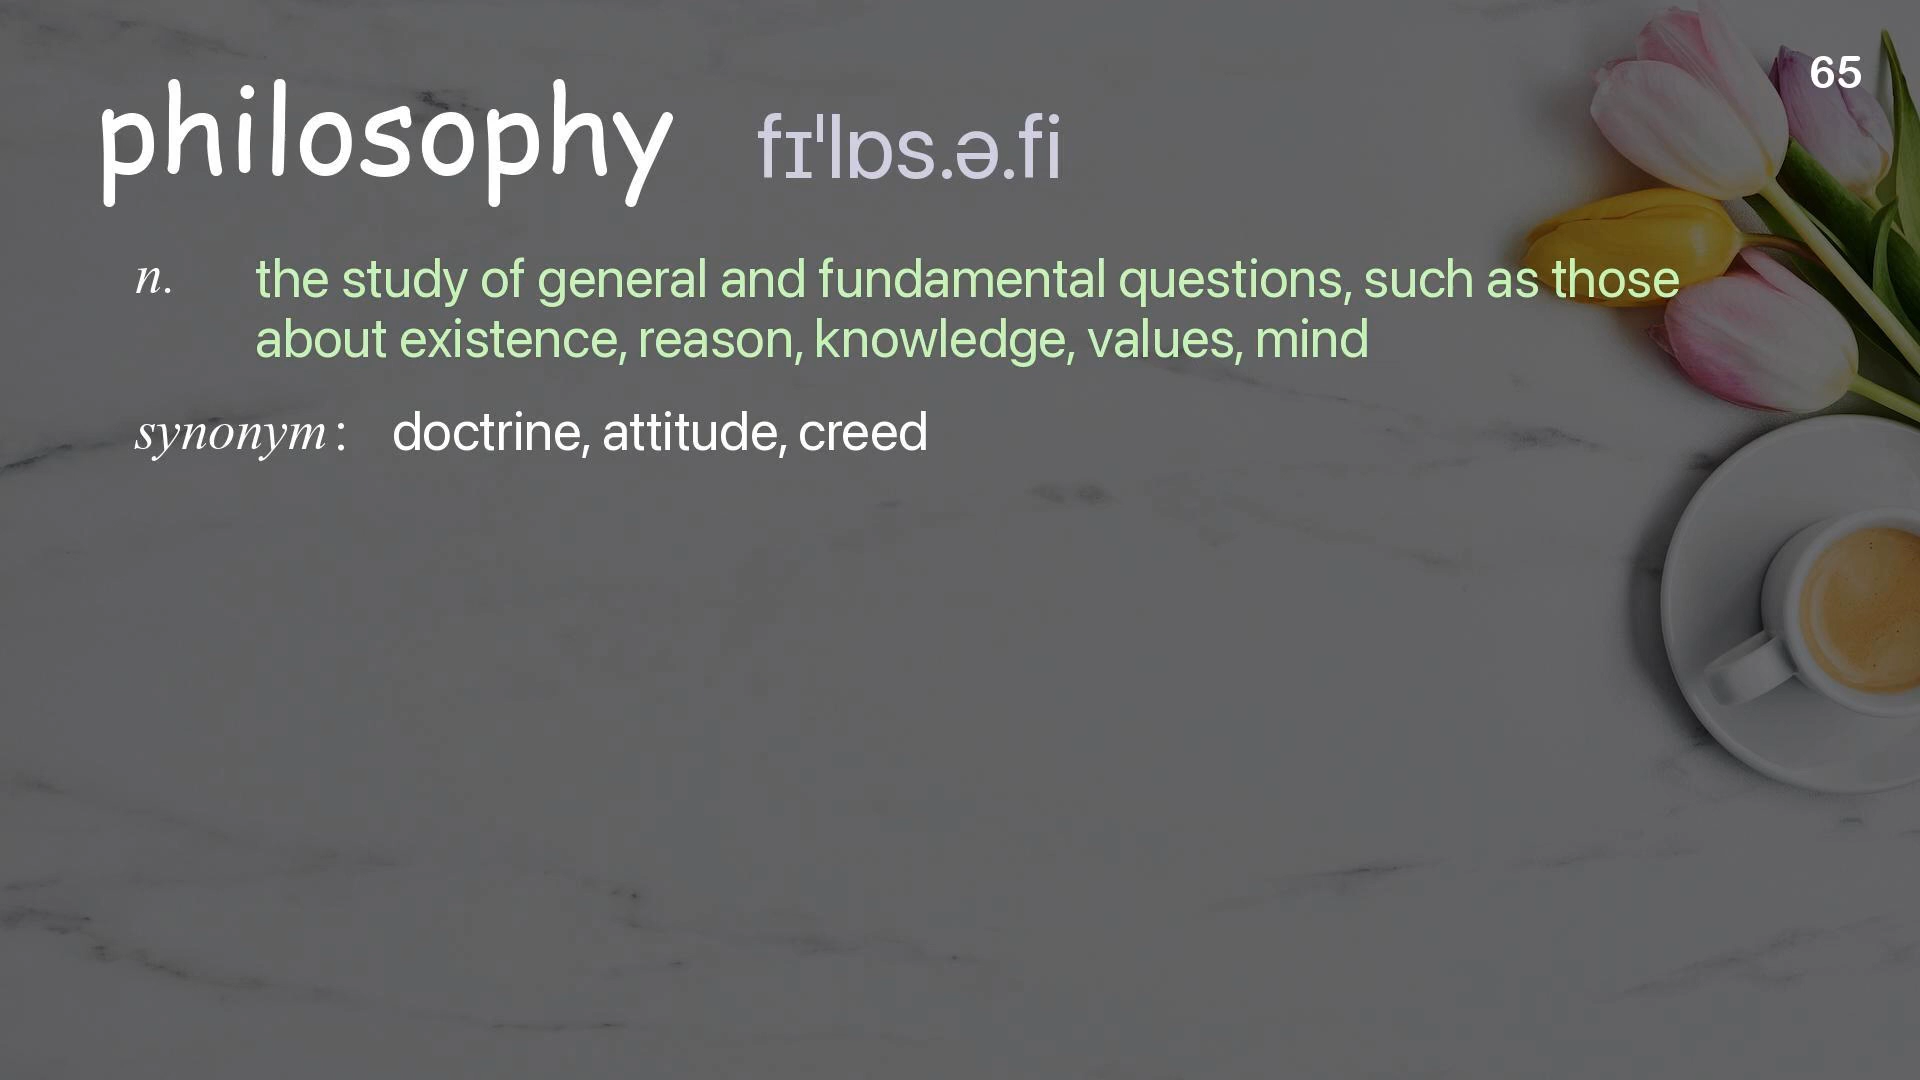 65
philosophy fɪˈlɒs.ə.fi
n. the study of general and fundamental questions, such as those
about existence, reason, knowledge, values, mind
synonym: doctrine, attitude, creed